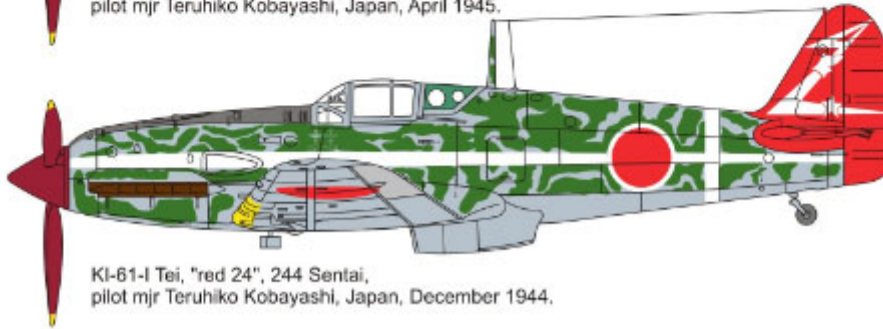 pilot mjr Teruhiko Kobayashi, Japan, April 1945.
KI-61-I Tei, "red 24", 244 Sentai,
pilot mjr Teruhiko Kobayashi, Japan, December 1944.